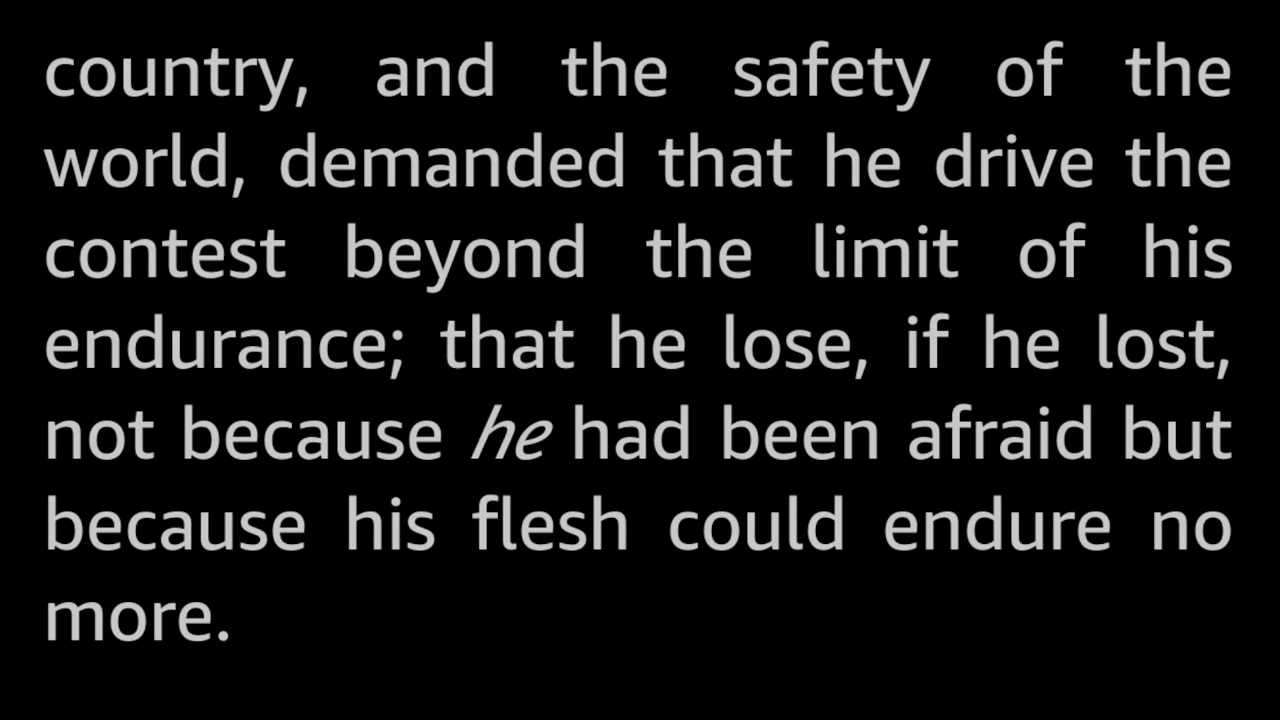 country, and the safety of the
world, demanded that he drive the
contest beyond the limit of his
endurance; that he lose, if he lost,
not because he had been afraid but
because his flesh could endure no
more.